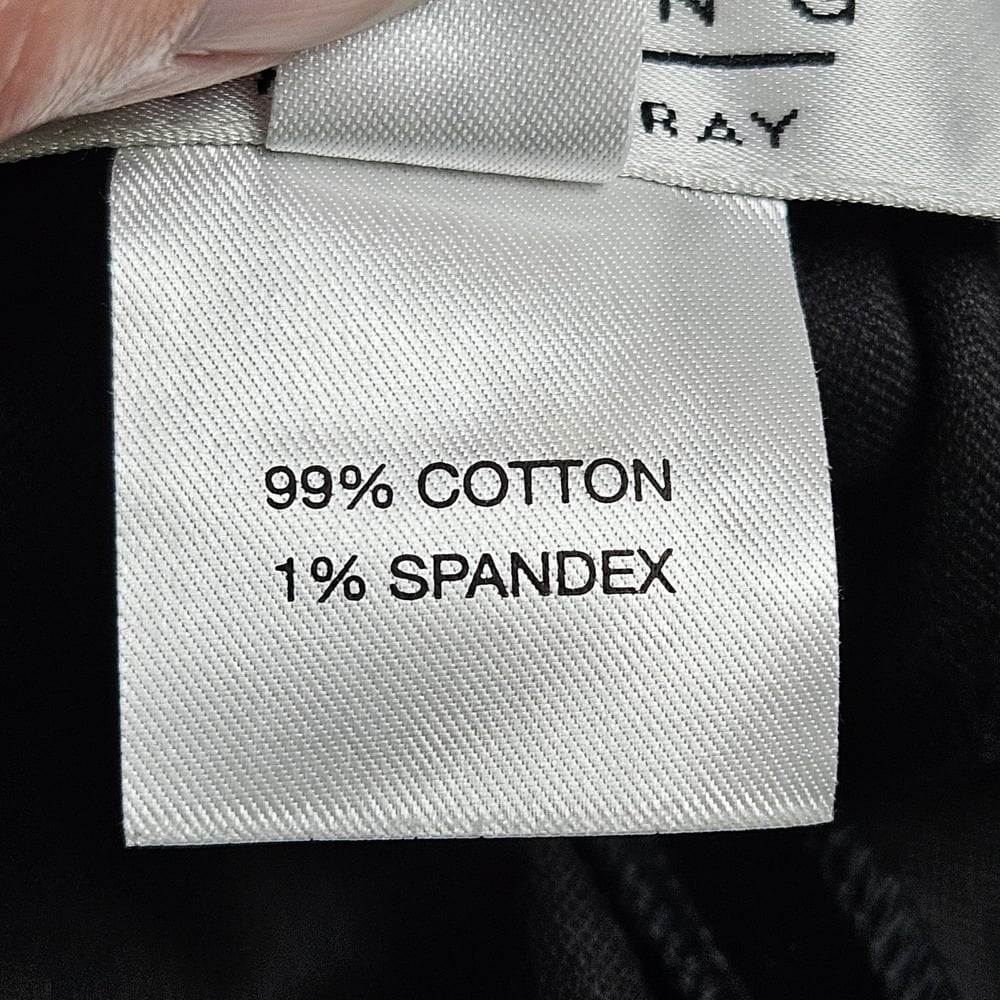 RAY
99% COTTON
1% SPANDEX